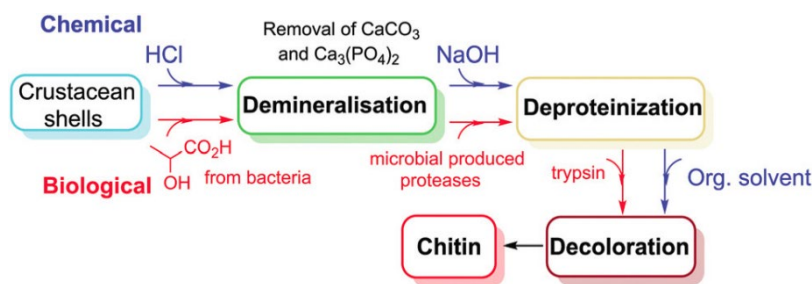 Chemical
HCl
Removal of CaCO3
and Ca3(PO4)2
NaOH
Crustacean
shells
Demineralisation
Deproteinization
CO2H
OH
Biological
from bacteria
microbial produced
proteases
trypsin
Org. solvent
Chitin
Decoloration